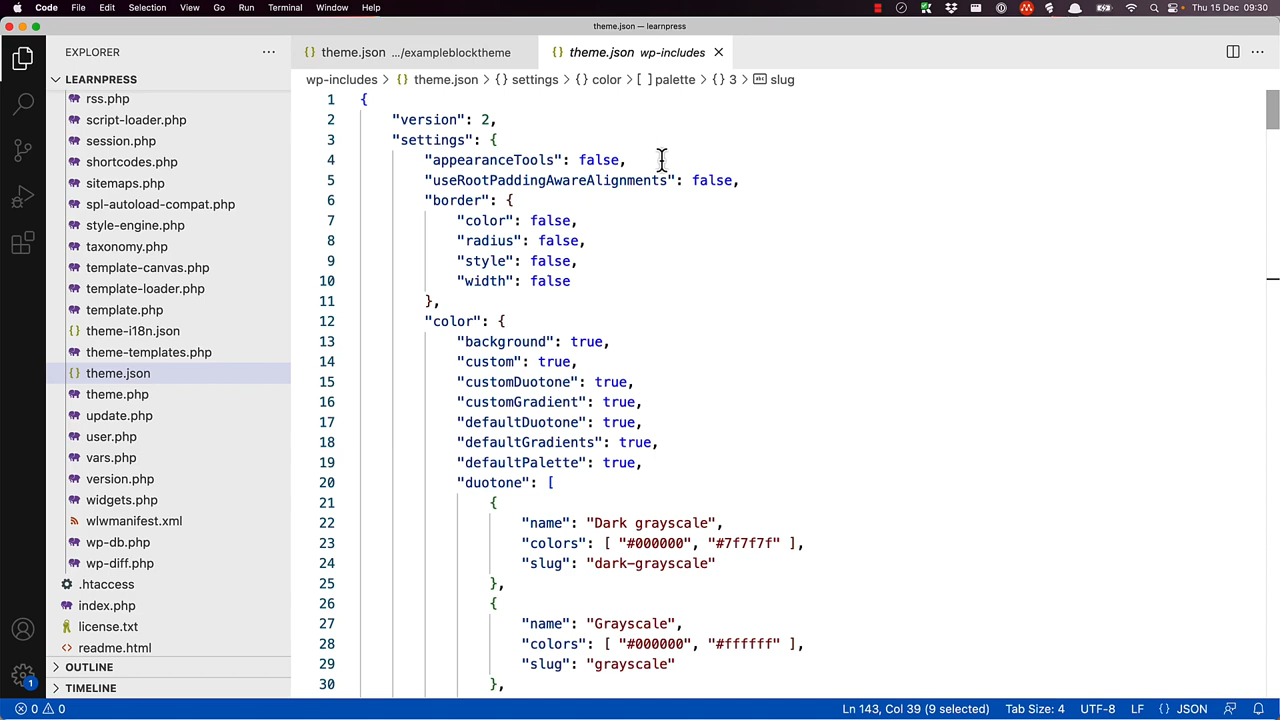 Code File Edit Selection View Go Run Terminal Window Help Thu 15 Dec 09:30
theme.json — learnpress
EXPLORER
LEARNPRESS
rss.php
script-loader.php
session.php
shortcodes.php
sitemaps.php
spl-autoload-compat.php
style-engine.php
taxonomy.php
template-canvas.php
template-loader.php
template.php
theme-i18n.json
theme-templates.php
theme.json
theme.php
update.php
user.php
vars.php
version.php
widgets.php
wlwmanifest.xml
wp-db.php
wp-diff.php
.htaccess
index.php
license.txt
readme.html
OUTLINE
TIMELINE
{} theme.json .../exampleblocktheme {} theme.json wp-includes
wp-includes > {} theme.json > {} settings > {} color > [ ] palette > {} 3 > abc slug
1 {
2 "version": 2,
3 "settings": {
4 "appearanceTools": false,
5 "useRootPaddingAwareAlignments": false,
6 "border": {
7 "color": false,
8 "radius": false,
9 "style": false,
10 "width": false
11 },
12 "color": {
13 "background": true,
14 "custom": true,
15 "customDuotone": true,
16 "customGradient": true,
17 "defaultDuotone": true,
18 "defaultGradients": true,
19 "defaultPalette": true,
20 "duotone": [
21 {
22 "name": "Dark grayscale",
23 "colors": [ "#000000", "#7f7f7f" ],
24 "slug": "dark-grayscale"
25 },
26 {
27 "name": "Grayscale",
28 "colors": [ "#000000", "#ffffff" ],
29 "slug": "grayscale"
30 },
1
0 0 Ln 143, Col 39 (9 selected) Tab Size: 4 UTF-8 LF {} JSON